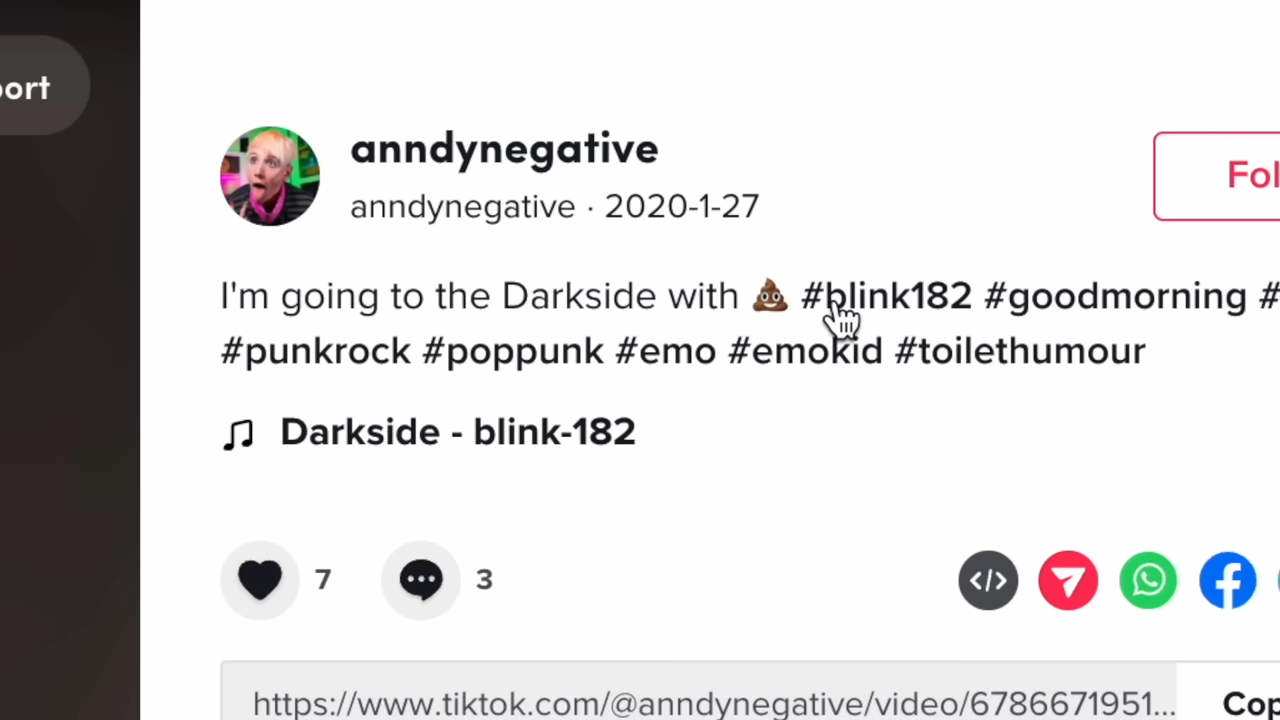 port
anndynegative
anndynegative · 2020-1-27
Fol
I'm going to the Darkside with 💩 #blink182 #goodmorning #
#punkrock #poppunk #emo #emokid #toilethumour
Darkside - blink-182
7
3
https://www.tiktok.com/@anndynegative/video/6786671951...
Cop